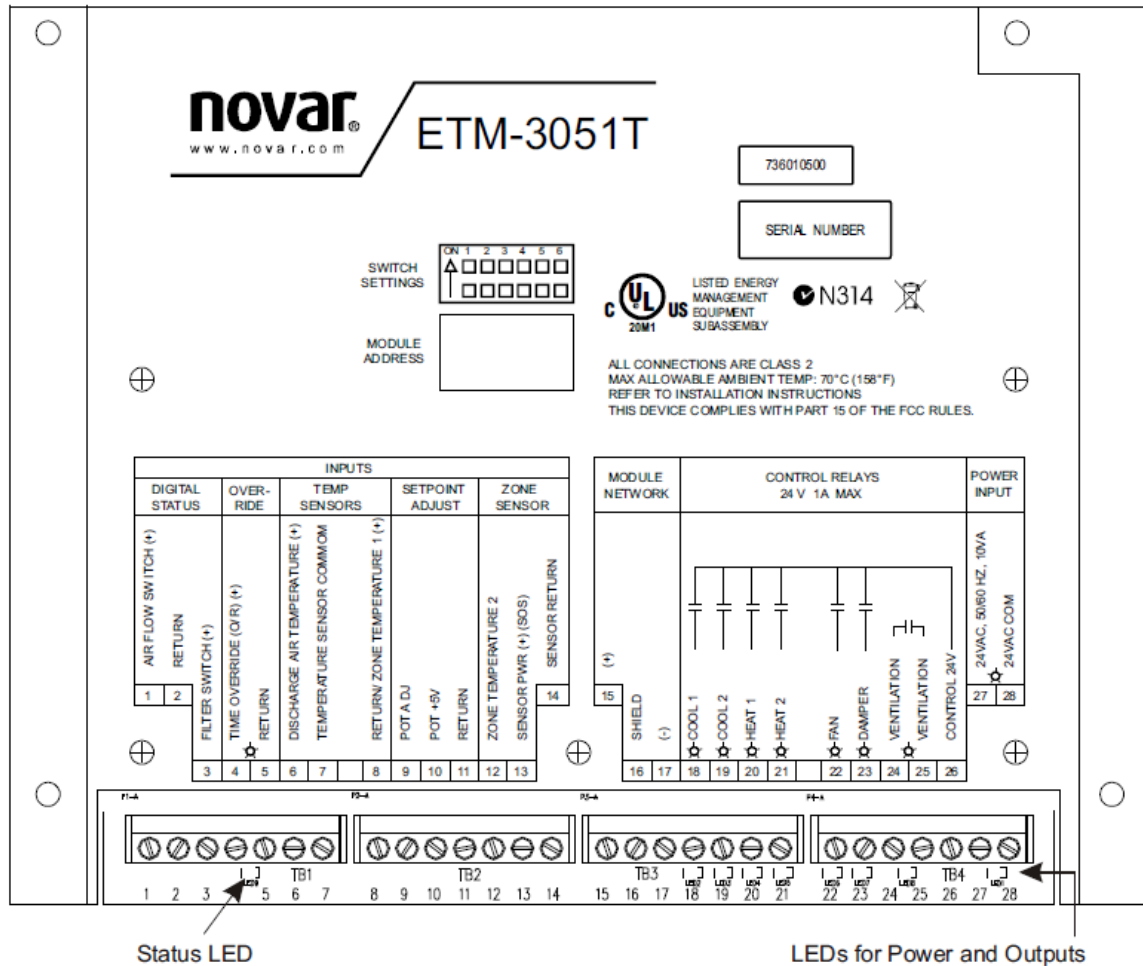 novar®
www.novar.com
ETM-3051T
736010500
SERIAL NUMBER
SWITCH SETTINGS
ON 1 2 3 4 5 6
MODULE ADDRESS
C UL US
20M1
LISTED ENERGY
MANAGEMENT
EQUIPMENT
SUBASSEMBLY
N314
ALL CONNECTIONS ARE CLASS 2
MAX ALLOWABLE AMBIENT TEMP: 70°C (158°F)
REFER TO INSTALLATION INSTRUCTIONS
THIS DEVICE COMPLIES WITH PART 15 OF THE FCC RULES.
INPUTS
DIGITAL STATUS
OVER-RIDE
TEMP SENSORS
SETPOINT ADJUST
ZONE SENSOR
AIR FLOW SWITCH (+)
RETURN
FILTER SWITCH (+)
TIME OVERRIDE (O/R) (+)
RETURN
DISCHARGE AIR TEMPERATURE (+)
TEMPERATURE SENSOR COMMOM
RETURN/ ZONE TEMPERATURE 1 (+)
POT ADJ
POT +5V
RETURN
ZONE TEMPERATURE 2
SENSOR PWR (+) (SOS)
SENSOR RETURN
1 2 14
3 4 5 6 7 8 9 10 11 12 13
MODULE NETWORK
CONTROL RELAYS
24 V 1A MAX
POWER INPUT
(+)
SHIELD
(-)
COOL 1
COOL 2
HEAT 1
HEAT 2
FAN
DAMPER
VENTILATION
VENTILATION
CONTROL 24V
24VAC, 50/60 HZ, 10VA
24VAC COM
15 27 28
16 17 18 19 20 21 22 23 24 25 26
P1-A P2-A P3-A P4-A
TB1 TB2 TB3 TB4
1 2 3 5 6 7 8 9 10 11 12 13 14 15 16 17 18 19 20 21 22 23 24 25 26 27 28
Status LED
LEDs for Power and Outputs